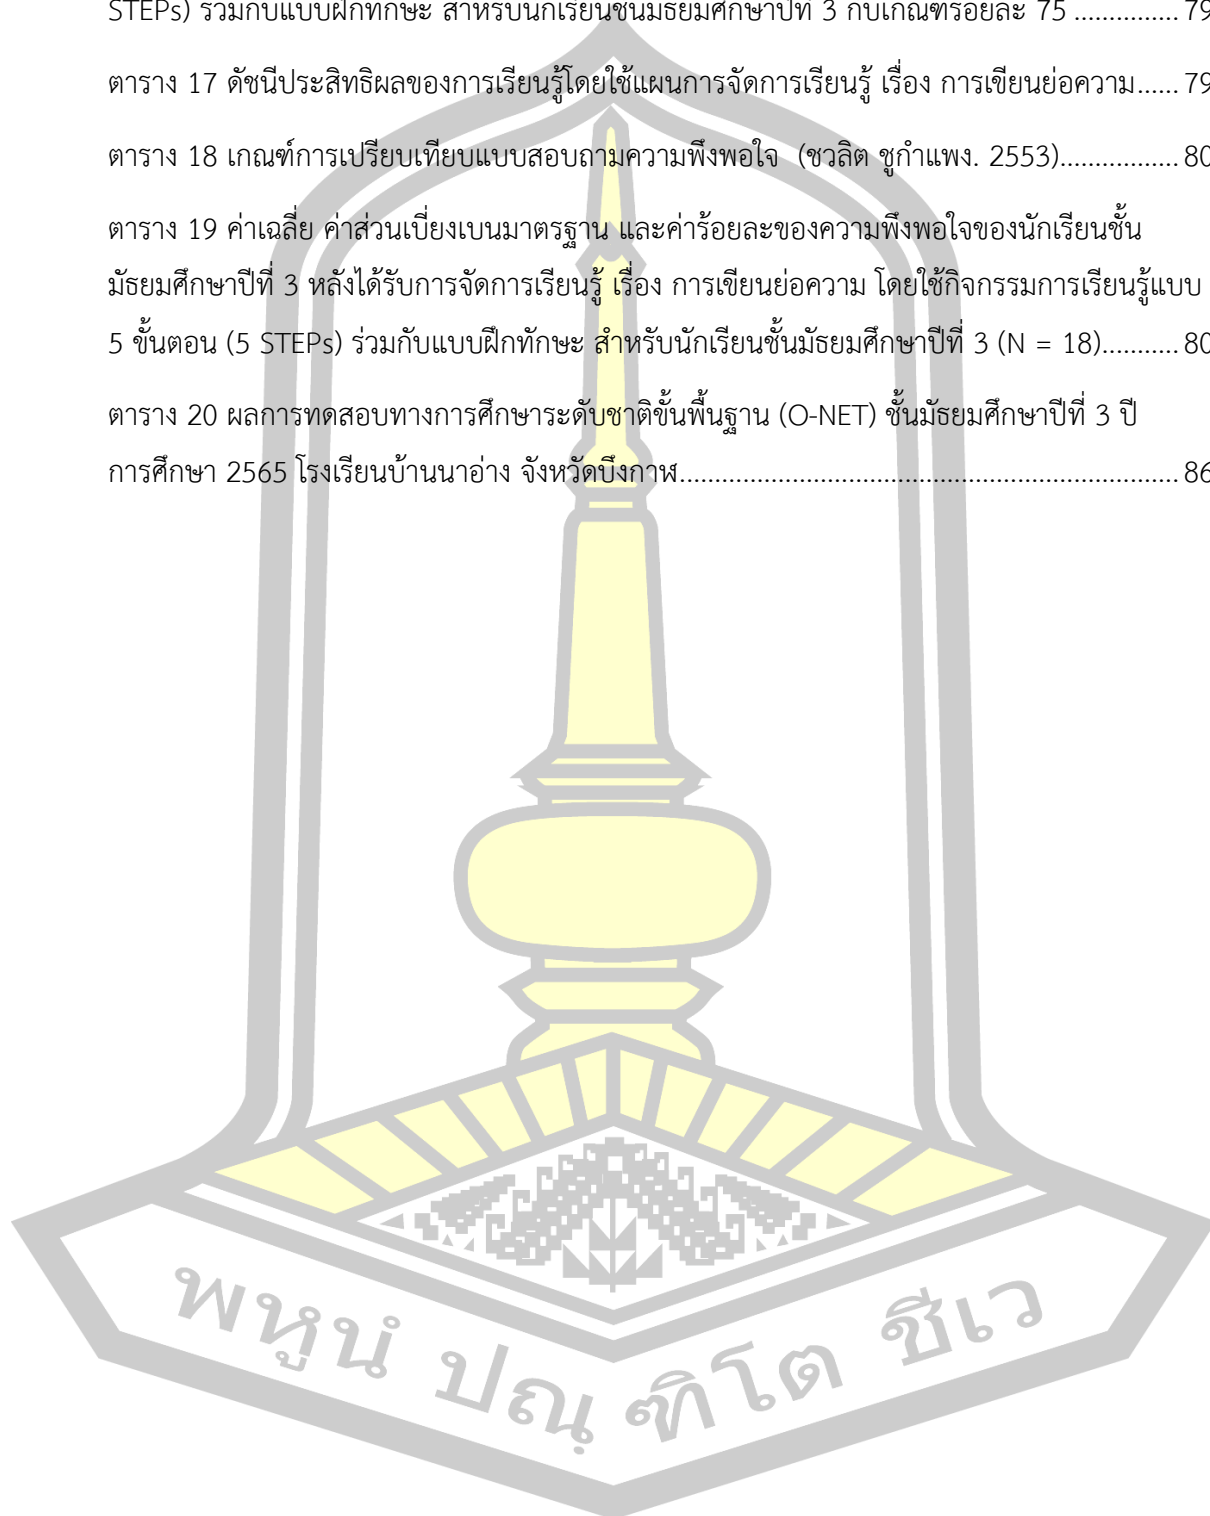 STEPs) ร่วมกับแบบฝึกทักษะ สำหรับนักเรียนชั้นมัธยมศึกษาปีที่ 3 กับเกณฑ์ร้อยละ 75 ............... 79
ตาราง 17 ดัชนีประสิทธิผลของการเรียนรู้โดยใช้แผนการจัดการเรียนรู้ เรื่อง การเขียนย่อความ...... 79
ตาราง 18 เกณฑ์การเปรียบเทียบแบบสอบถามความพึงพอใจ (ชวลิต ชูกำแพง. 2553)................. 80
ตาราง 19 ค่าเฉลี่ย ค่าส่วนเบี่ยงเบนมาตรฐาน และค่าร้อยละของความพึงพอใจของนักเรียนชั้น
มัธยมศึกษาปีที่ 3 หลังได้รับการจัดการเรียนรู้ เรื่อง การเขียนย่อความ โดยใช้กิจกรรมการเรียนรู้แบบ
5 ขั้นตอน (5 STEPs) ร่วมกับแบบฝึกทักษะ สำหรับนักเรียนชั้นมัธยมศึกษาปีที่ 3 (N = 18)........... 80
ตาราง 20 ผลการทดสอบทางการศึกษาระดับชาติขั้นพื้นฐาน (O-NET) ชั้นมัธยมศึกษาปีที่ 3 ปี
การศึกษา 2565 โรงเรียนบ้านนาอ่าง จังหวัดบึงกาฬ........................................................................ 86
พหูนํ ปณฺ ฑิโต ชีเว